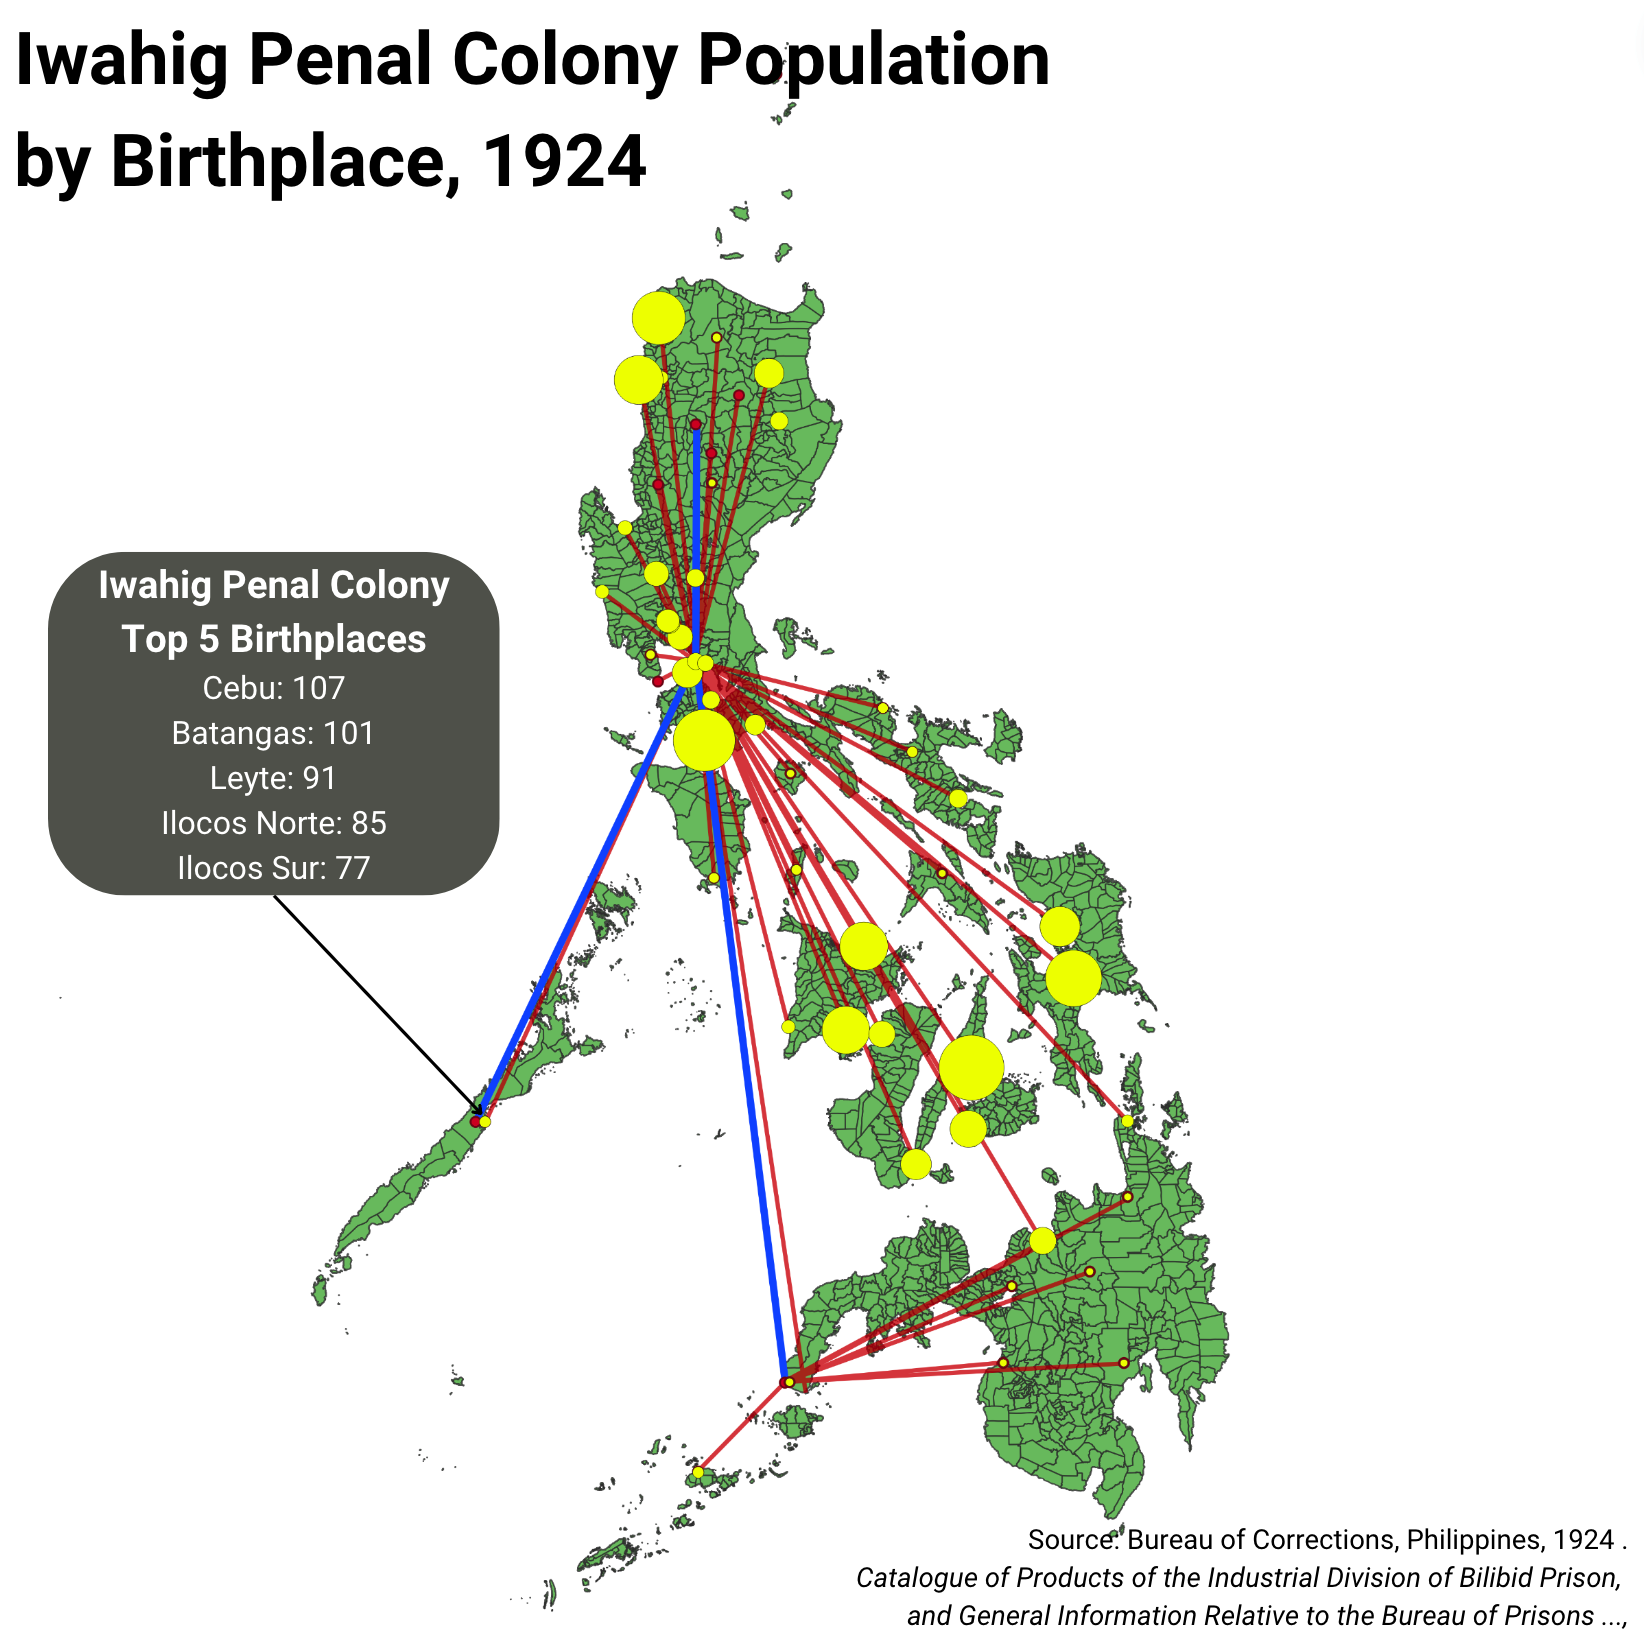 Iwahig Penal Colony Population
by Birthplace, 1924
Iwahig Penal Colony
Top 5 Birthplaces
Cebu: 107
Batangas: 101
Leyte: 91
Ilocos Norte: 85
Ilocos Sur: 77
Source: Bureau of Corrections, Philippines, 1924 .
Catalogue of Products of the Industrial Division of Bilibid Prison,
and General Information Relative to the Bureau of Prisons ...,